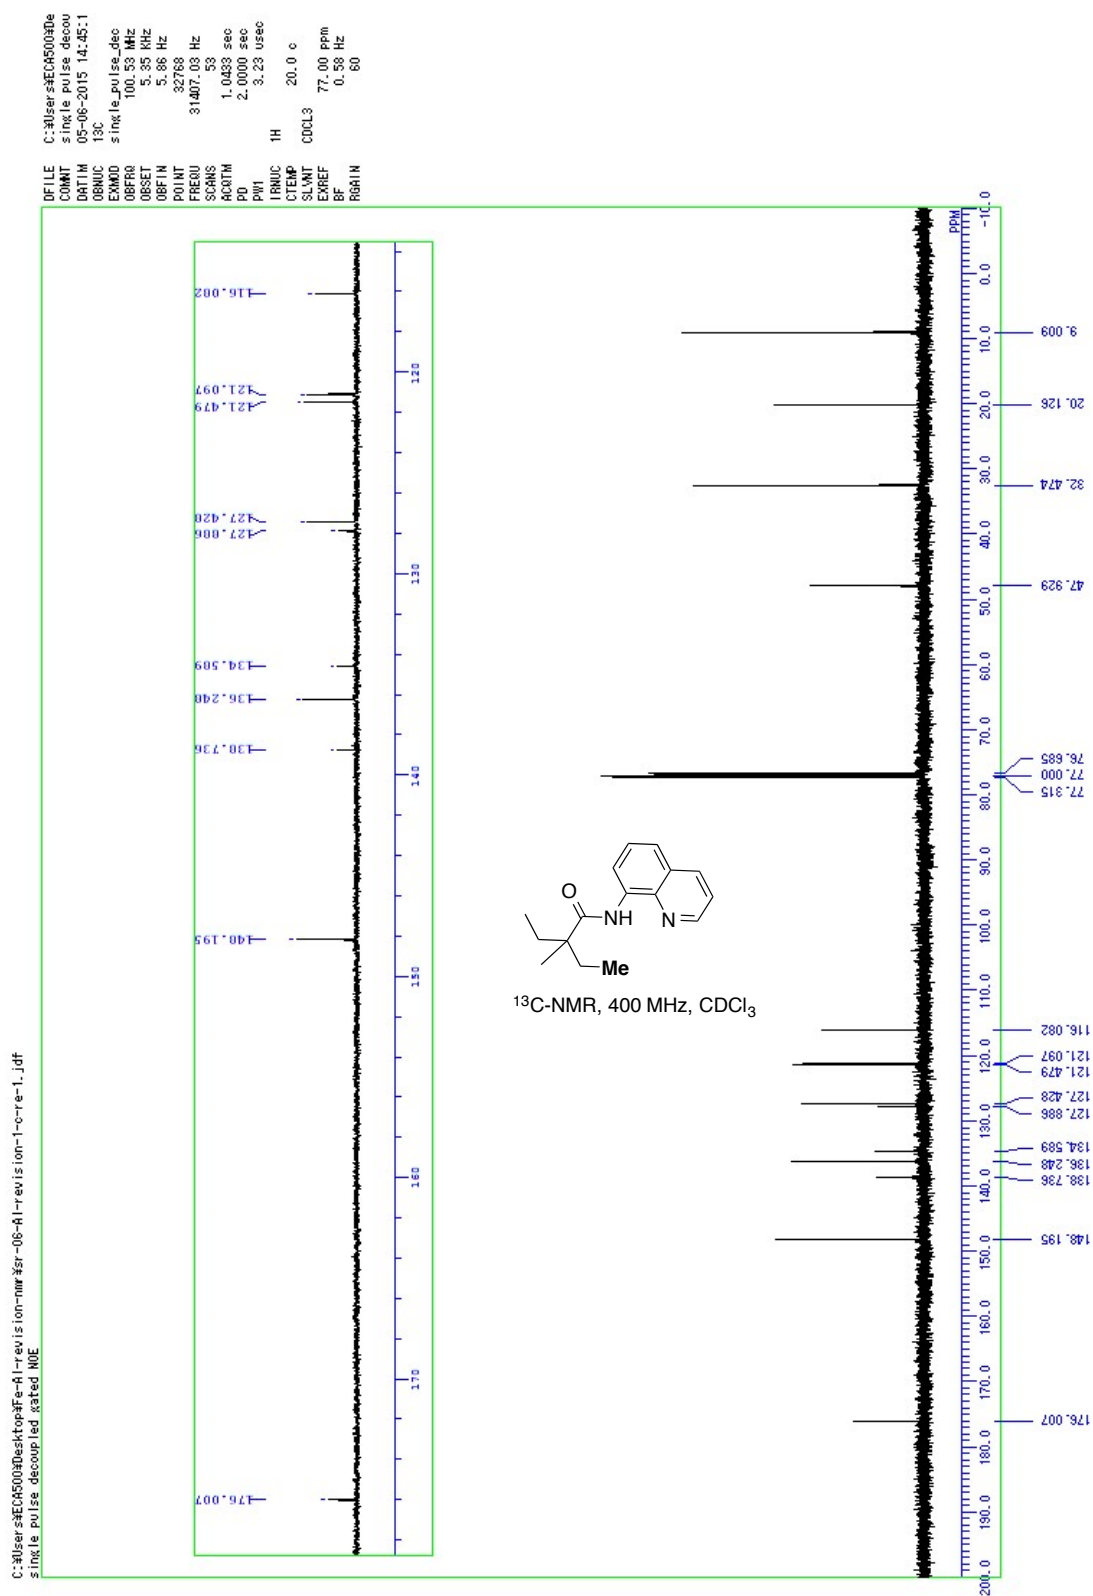 C:¥Users¥ECA500¥Desktop¥Fe-Al-revision-nmr¥sr-06-Al-revision-1-c-re-1.jdf
single pulse decoupled gated NOE
DFILE C:¥Users¥ECA500¥De
COMNT single pulse decou
DATIM 05-06-2015 14:45:1
OBNUC 13C
EXMOD single_pulse_dec
OBFRQ 100.53 MHz
OBSET 5.35 KHz
OBFIN 5.86 Hz
POINT 32768
FREQU 31407.03 Hz
SCANS 53
ACQTM 1.0433 sec
PD 2.0000 sec
PW1 3.23 usec
IRNUC 1H
CTEMP 20.0 c
SLVNT CDCL3
EXREF 77.00 ppm
BF 0.58 Hz
RGAIN 60
176.007
148.195
138.736
136.248
134.589
127.886
127.428
121.479
121.097
116.082
170
160
150
140
130
120
O
NH
N
Me
13C-NMR, 400 MHz, CDCl3
PPM
200.0 190.0 180.0 170.0 160.0 150.0 140.0 130.0 120.0 110.0 100.0 90.0 80.0 70.0 60.0 50.0 40.0 30.0 20.0 10.0 0.0 -10.0
176.007
148.195
138.736
136.248
134.589
127.886
127.428
121.479
121.097
116.082
77.315
77.000
76.685
47.929
32.474
20.126
9.009